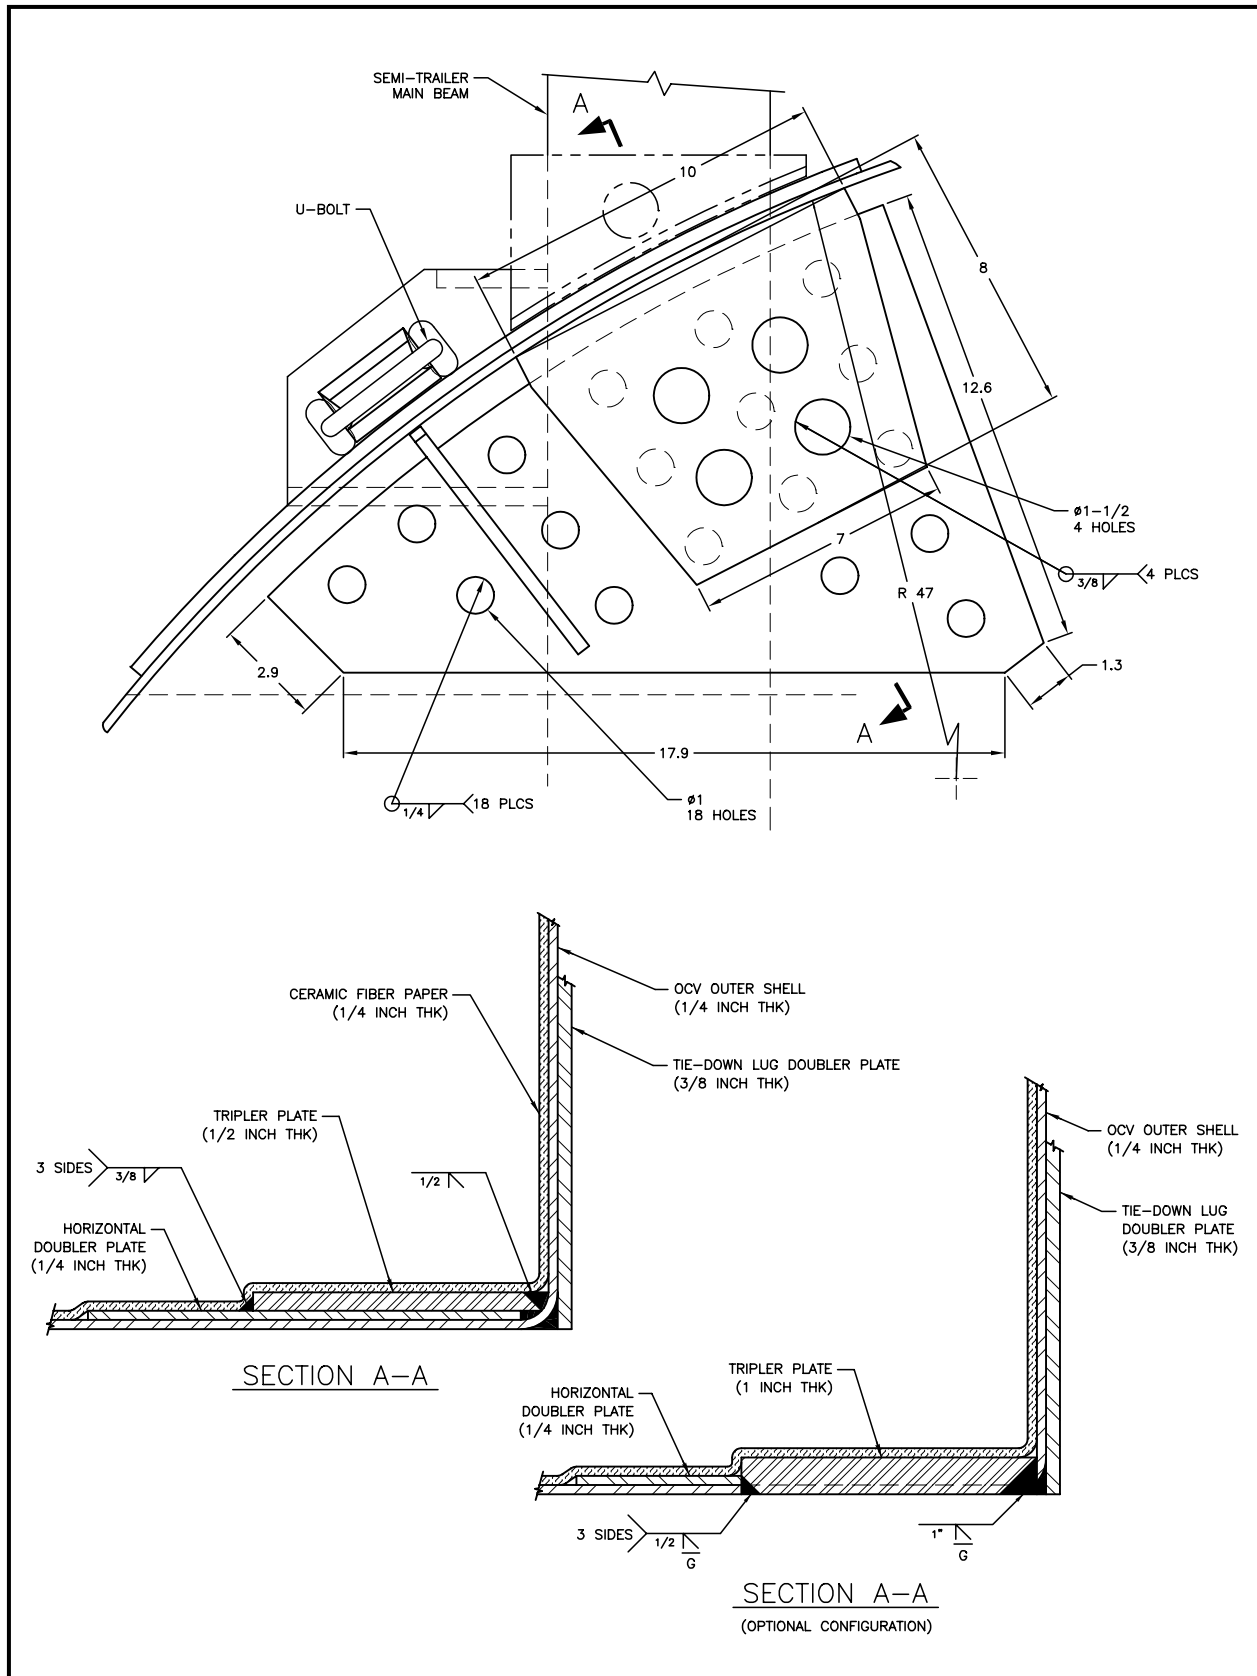 SEMI-TRAILER
MAIN BEAM
A
10
U-BOLT
8
12.6
ø1-1/2
4 HOLES
7
3/8
4 PLCS
R 47
2.9
1.3
A
17.9
1/4
18 PLCS
ø1
18 HOLES
CERAMIC FIBER PAPER
(1/4 INCH THK)
OCV OUTER SHELL
(1/4 INCH THK)
TIE-DOWN LUG DOUBLER PLATE
(3/8 INCH THK)
TRIPLER PLATE
(1/2 INCH THK)
3 SIDES
3/8
1/2
HORIZONTAL
DOUBLER PLATE
(1/4 INCH THK)
SECTION A-A
OCV OUTER SHELL
(1/4 INCH THK)
TIE-DOWN LUG
DOUBLER PLATE
(3/8 INCH THK)
TRIPLER PLATE
(1 INCH THK)
HORIZONTAL
DOUBLER PLATE
(1/4 INCH THK)
3 SIDES
1/2
G
1"
G
SECTION A-A
(OPTIONAL CONFIGURATION)